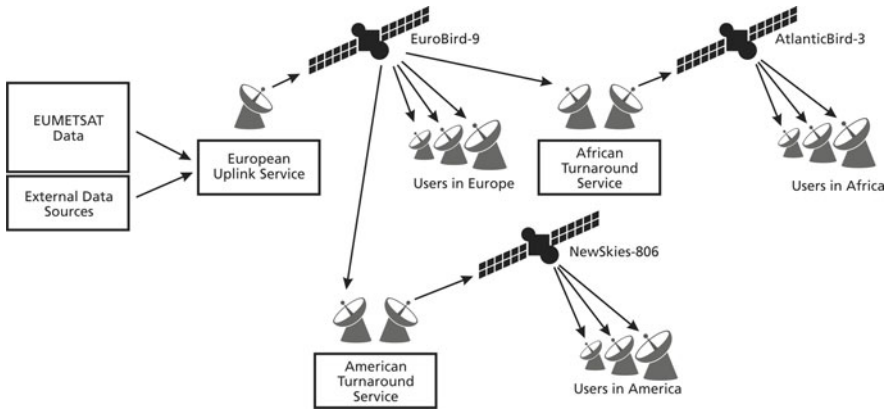 EuroBird-9
AtlanticBird-3
EUMETSAT
Data
European
Uplink Service
Users in Europe
African
Turnaround
Service
Users in Africa
External Data
Sources
NewSkies-806
American
Turnaround
Service
Users in America